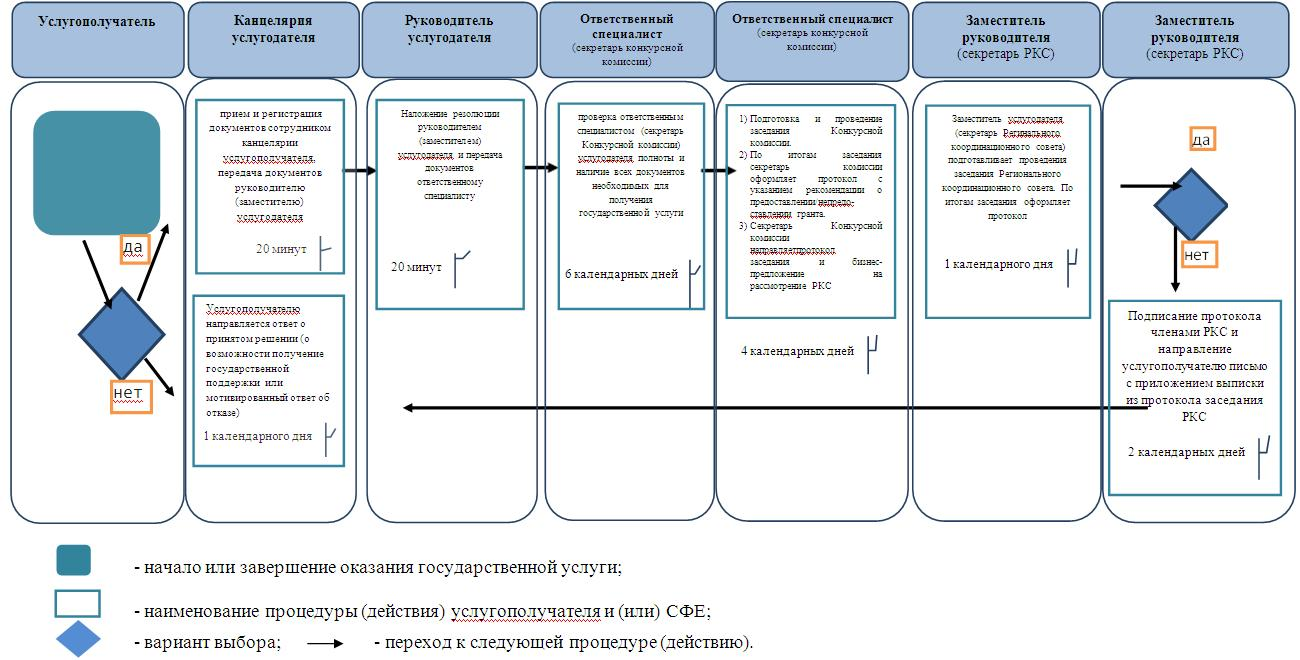 Услугополучатель
Канцелярия
услугодателя
Руководитель
услугодателя
Ответственный
специалист
(секретарь конкурсной
комиссии)
Ответственный специалист
(секретарь конкурсной
комиссии)
Заместитель
руководителя
(секретарь РКС)
Заместитель
руководителя
(секретарь РКС)
да
нет
прием и регистрация
документов сотрудником
канцелярии
услугополучателя,
передача документов
руководителю
(заместителю)
услугодателя
20 минут
Услугополучателю
направляется ответ о
принятом решении (о
возможности получение
государственной
поддержки или
мотивированный ответ об
отказе)
1 календарного дня
Наложение резолюции
руководителем
(заместителем)
услугодателя и передача
документов
ответственному
специалисту
20 минут
проверка ответственным
специалистом (секретарь
Конкурсной комиссии)
услугодателя полноты и
наличие всех документов
необходимых для
получения
государственной услуги
6 календарных дней
1) Подготовка и проведение
заседания Конкурсной
комиссии.
2) По итогам заседания
секретарь комиссии
оформляет протокол с
указанием рекомендации о
предоставлении/непредо-
ставлении гранта.
3) Секретарь Конкурсной
комиссии
направляетпротокол
заседания и бизнес-
предложение на
рассмотрение РКС
4 календарных дней
Заместитель услугодателя
(секретарь Регинального
координационного совета)
подготавливает проведения
заседания Регионального
координационного совета. По
итогам заседания оформляет
протокол
1 календарного дня
да
нет
Подписание протокола
членами РКС и
направление
услугополучателю письмо
с приложением выписки
из протокола заседания
РКС
2 календарных дней
- начало или завершение оказания государственной услуги;
- наименование процедуры (действия) услугополучателя и (или) СФЕ;
- вариант выбора; - переход к следующей процедуре (действию).